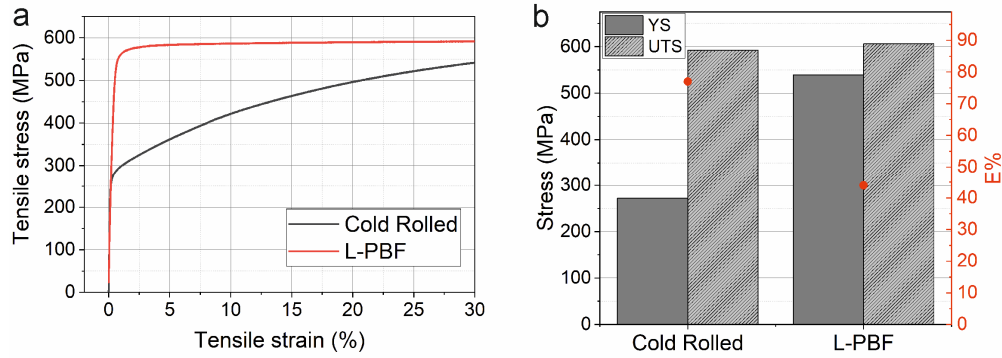 a
Tensile stress (MPa)
600
500
400
300
200
100
0
0 5 10 15 20 25 30
Tensile strain (%)
Cold Rolled
L-PBF
b
Stress (MPa)
600
500
400
300
200
100
0
YS
UTS
Cold Rolled L-PBF
90
80
70
60
50
40
30
20
10
0
E%